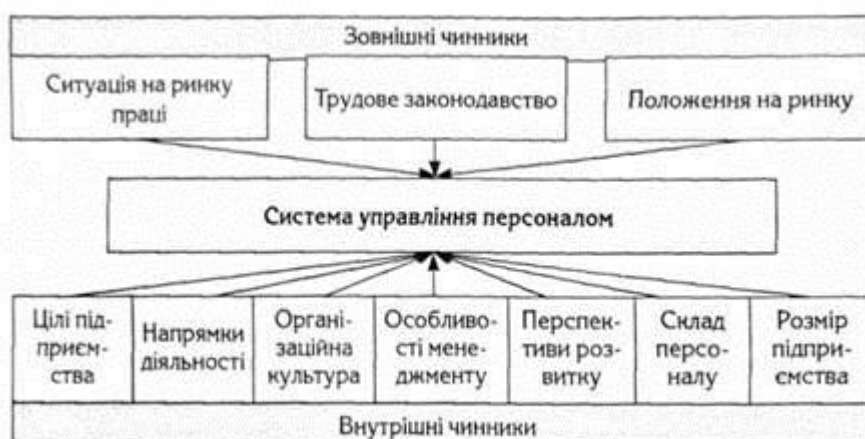 Зовнішні чинники
Ситуація на ринку
праці
Трудове законодавство
Положення на ринку
Система управління персоналом
Цілі під-
приєм-
ства
Напрямки
діяльності
Органі-
заційна
культура
Особливо-
сті мене-
джменту
Перспек-
тиви роз-
витку
Склад
персо-
налу
Розмір
підпри-
ємства
Внутрішні чинники